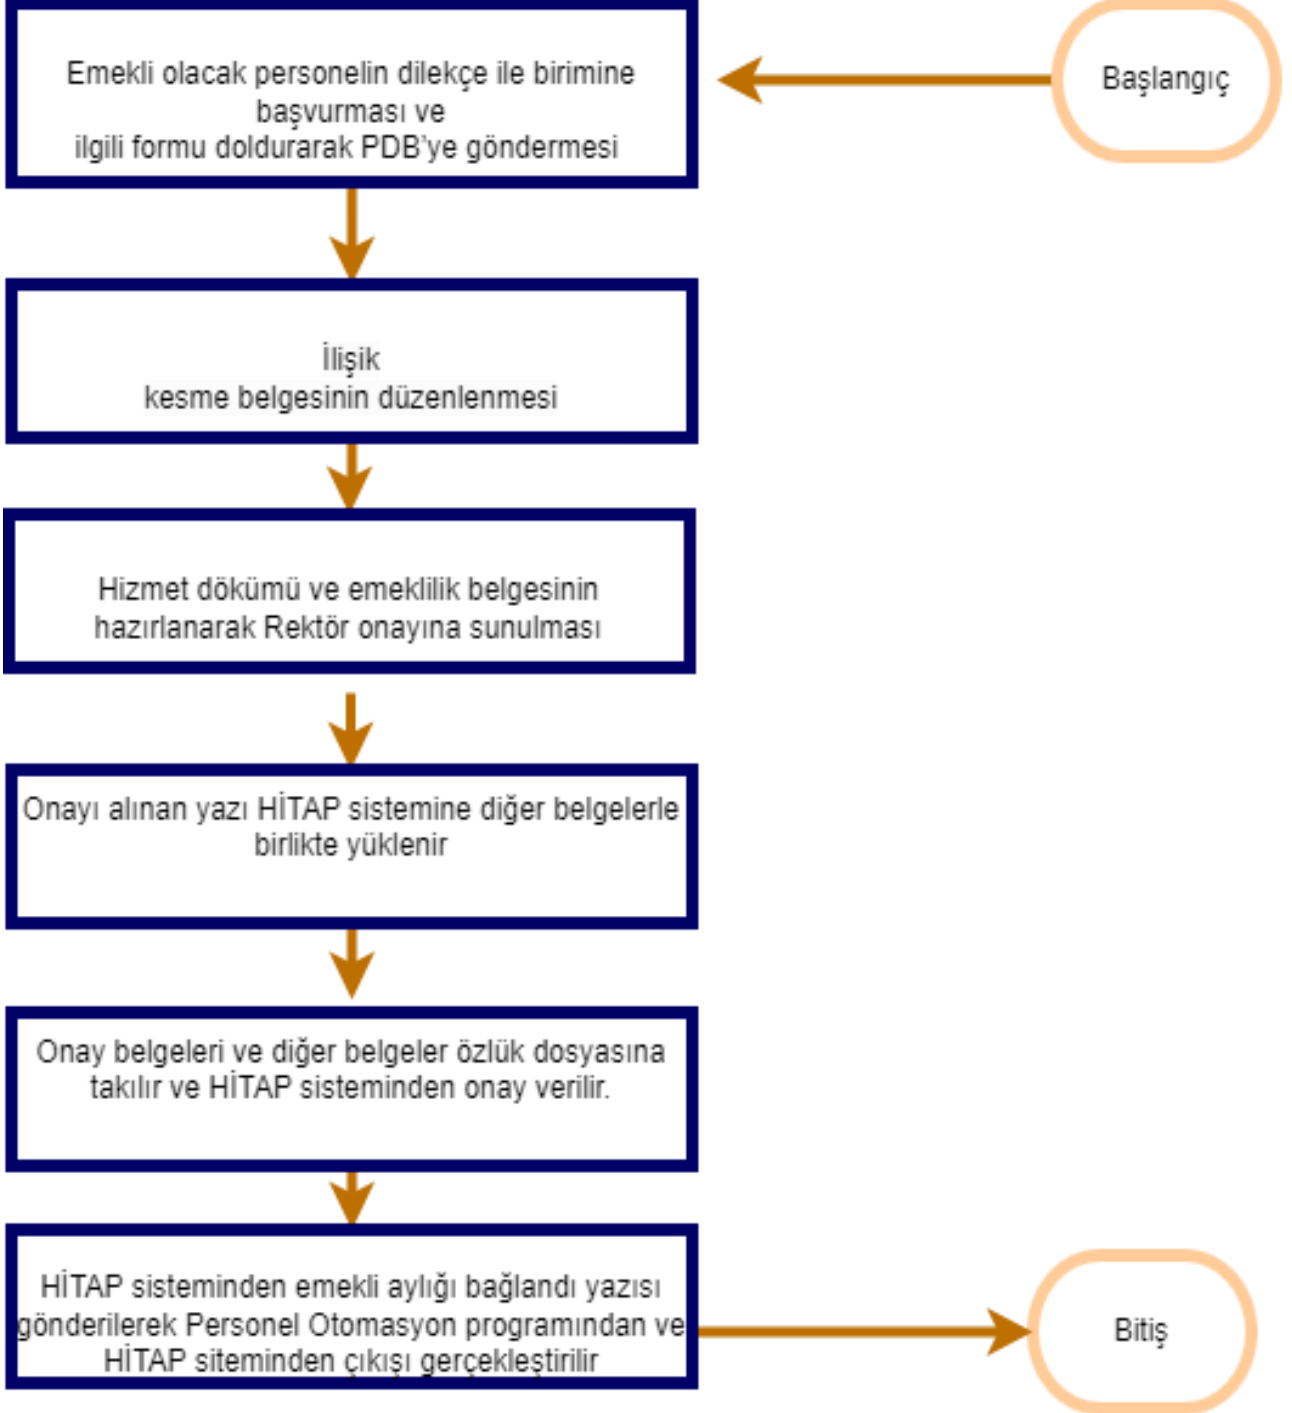 Başlangıç
Emekli olacak personelin dilekçe ile birimine
başvurması ve
ilgili formu doldurarak PDB'ye göndermesi
İlişik
kesme belgesinin düzenlenmesi
Hizmet dökümü ve emeklilik belgesinin
hazırlanarak Rektör onayına sunulması
Onayı alınan yazı HİTAP sistemine diğer belgelerle
birlikte yüklenir
Onay belgeleri ve diğer belgeler özlük dosyasına
takılır ve HİTAP sisteminden onay verilir.
HİTAP sisteminden emekli aylığı bağlandı yazısı
gönderilerek Personel Otomasyon programından ve
HİTAP siteminden çıkışı gerçekleştirilir
Bitiş